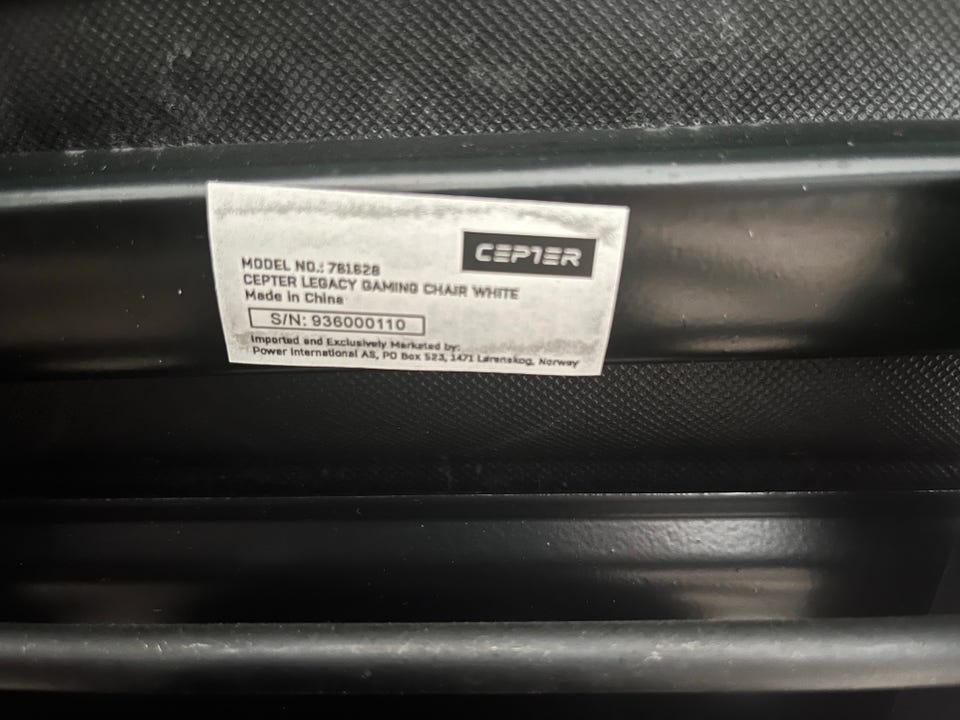 CEPTER
MODEL NO.: 781628
CEPTER LEGACY GAMING CHAIR WHITE
Made in China
S/N: 936000110
Imported and Exclusively Marketed by:
Power International AS, PO Box 523, 1471 Lørenskog, Norway